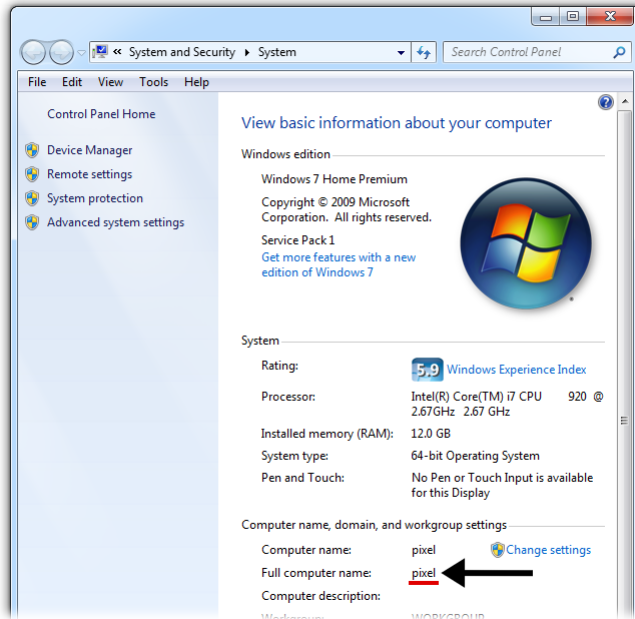 « System and Security ▸ System
Search Control Panel
File Edit View Tools Help
Control Panel Home
Device Manager
Remote settings
System protection
Advanced system settings
View basic information about your computer
Windows edition
Windows 7 Home Premium
Copyright © 2009 Microsoft
Corporation. All rights reserved.
Service Pack 1
Get more features with a new
edition of Windows 7
System
Rating:
5,9 Windows Experience Index
Processor:
Intel(R) Core(TM) i7 CPU 920 @
2.67GHz 2.67 GHz
Installed memory (RAM): 12.0 GB
System type: 64-bit Operating System
Pen and Touch: No Pen or Touch Input is available
for this Display
Computer name, domain, and workgroup settings
Computer name: pixel Change settings
Full computer name: pixel
Computer description:
Workgroup: WORKGROUP